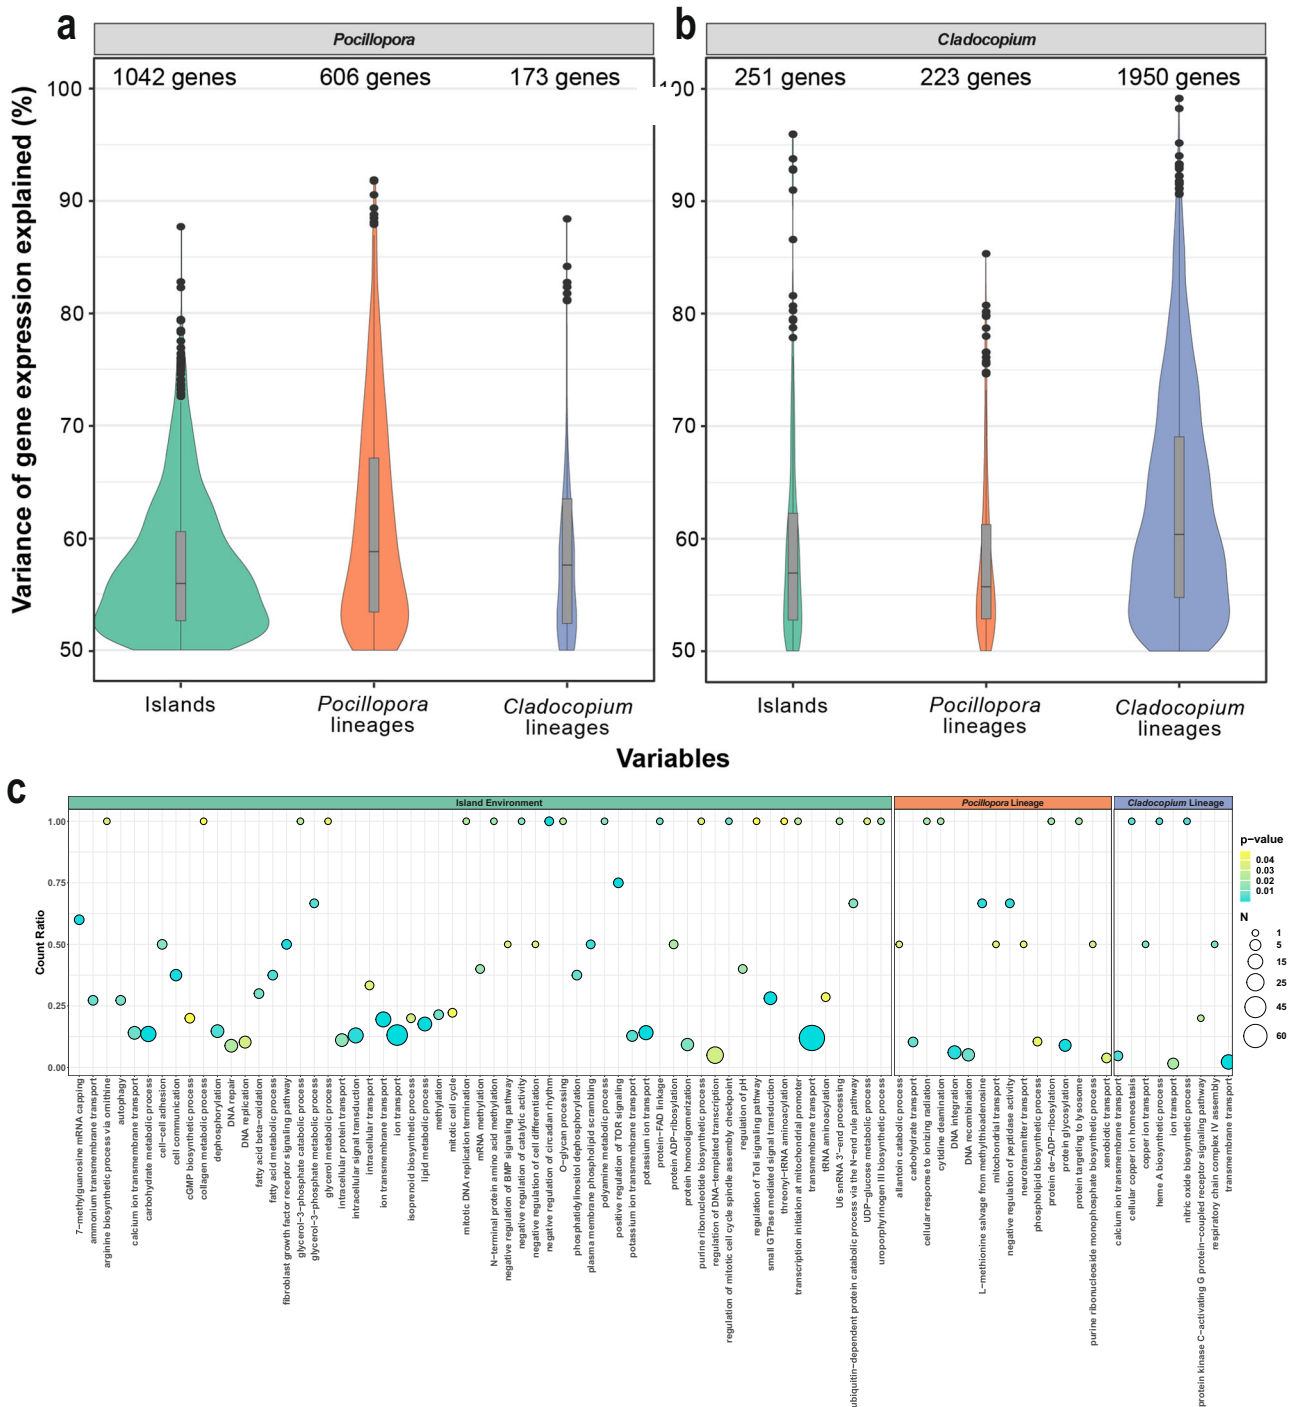 a
b
Pocillopora
Cladocopium
1042 genes
606 genes
173 genes
251 genes
223 genes
1950 genes
Variance of gene expression explained (%)
100
90
80
70
60
50
90
80
70
60
50
Islands
Pocillopora
lineages
Cladocopium
lineages
Islands
Pocillopora
lineages
Cladocopium
lineages
Variables
c
Island Environment
Pocillopora Lineage
Cladocopium Lineage
Count Ratio
1.00
0.75
0.50
0.25
0.00
p−value
0.04
0.03
0.02
0.01
N
1
5
15
25
45
60
7−methylguanosine mRNA capping
ammonium transmembrane transport
arginine biosynthetic process via ornithine
autophagy
calcium ion transmembrane transport
carbohydrate metabolic process
cell−cell adhesion
cell communication
cGMP biosynthetic process
collagen metabolic process
dephosphorylation
DNA repair
DNA replication
fatty acid beta−oxidation
fatty acid metabolic process
fibroblast growth factor receptor signaling pathway
glycerol−3−phosphate catabolic process
glycerol−3−phosphate metabolic process
glycerol metabolic process
intracellular protein transport
intracellular signal transduction
intracellular transport
ion transmembrane transport
ion transport
isoprenoid biosynthetic process
lipid metabolic process
methylation
mitotic cell cycle
mitotic DNA replication termination
mRNA methylation
N−terminal protein amino acid methylation
negative regulation of BMP signaling pathway
negative regulation of catalytic activity
negative regulation of cell differentiation
negative regulation of circadian rhythm
O−glycan processing
phosphatidylinositol dephosphorylation
plasma membrane phospholipid scrambling
polyamine metabolic process
positive regulation of TOR signaling
potassium ion transmembrane transport
potassium ion transport
protein−FAD linkage
protein ADP−ribosylation
protein homooligomerization
purine ribonucleotide biosynthetic process
regulation of DNA−templated transcription
regulation of mitotic cell cycle spindle assembly checkpoint
regulation of pH
regulation of Toll signaling pathway
small GTPase mediated signal transduction
threonyl−tRNA aminoacylation
transcription initiation at mitochondrial promoter
transmembrane transport
tRNA aminoacylation
U6 snRNA 3'−end processing
ubiquitin−dependent protein catabolic process via the N−end rule pathway
UDP−glucose metabolic process
uroporphyrinogen III biosynthetic process
allantoin catabolic process
carbohydrate transport
cellular response to ionizing radiation
cytidine deamination
DNA integration
DNA recombination
L−methionine salvage from methylthioadenosine
mitochondrial transport
negative regulation of peptidase activity
neurotransmitter transport
phospholipid biosynthetic process
protein de−ADP−ribosylation
protein glycosylation
protein targeting to lysosome
purine ribonucleoside monophosphate biosynthetic process
xenobiotic transport
calcium ion transmembrane transport
cellular copper ion homeostasis
copper ion transport
heme A biosynthetic process
ion transport
nitric oxide biosynthetic process
protein kinase C−activating G protein−coupled receptor signaling pathway
respiratory chain complex IV assembly
transmembrane transport